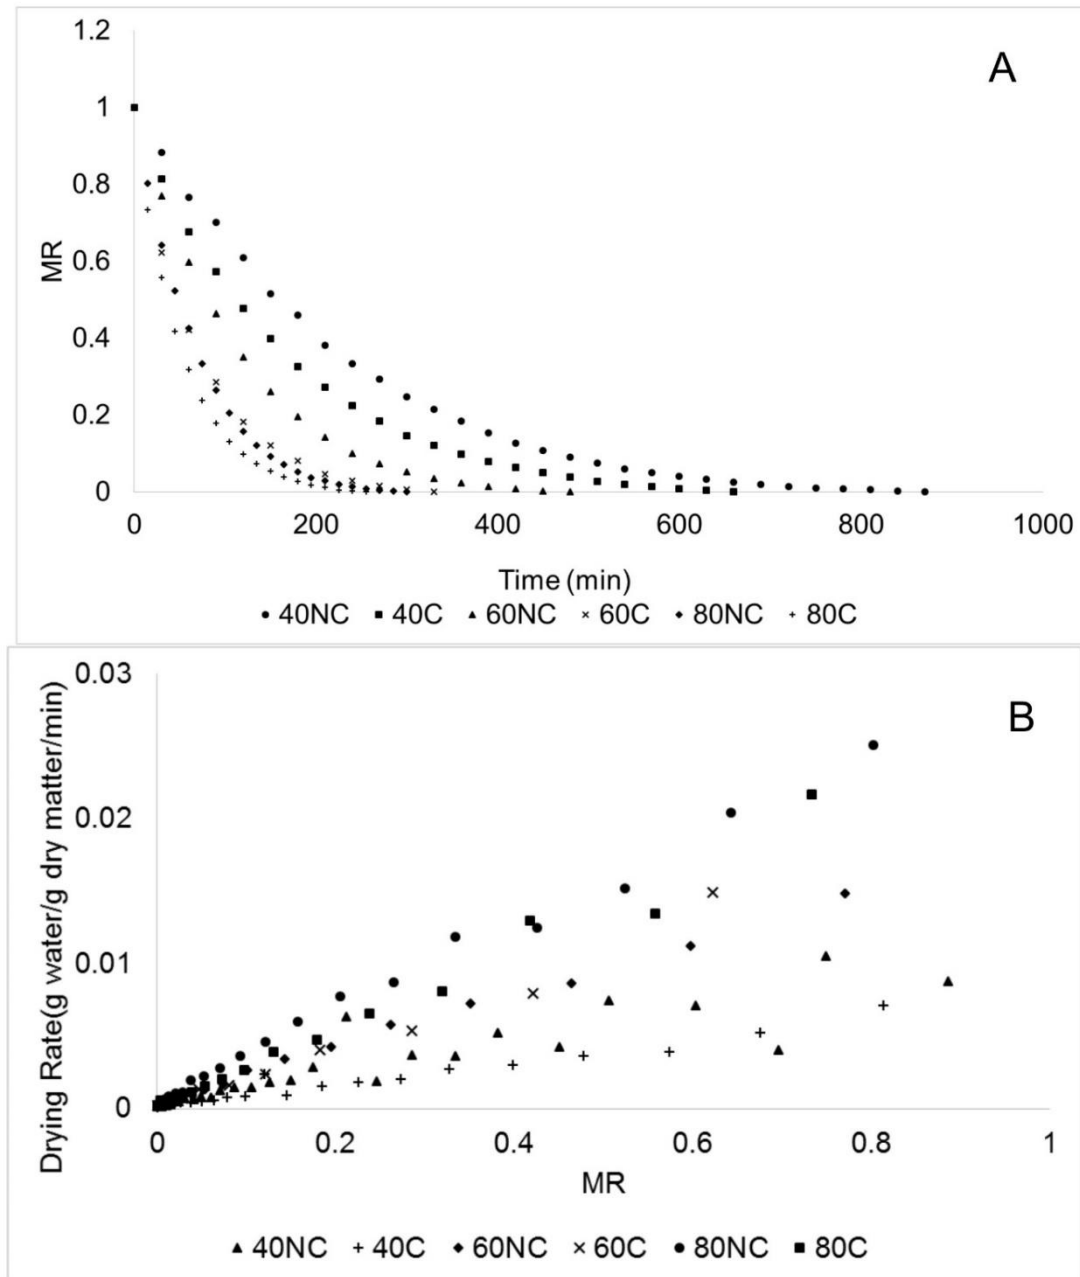 A
1.2
1
0.8
0.6
0.4
0.2
0
MR
0 200 400 600 800 1000
Time (min)
40NC 40C 60NC 60C 80NC 80C
B
0.03
0.02
0.01
0
Drying Rate(g water/g dry matter/min)
0 0.2 0.4 0.6 0.8 1
MR
40NC 40C 60NC 60C 80NC 80C